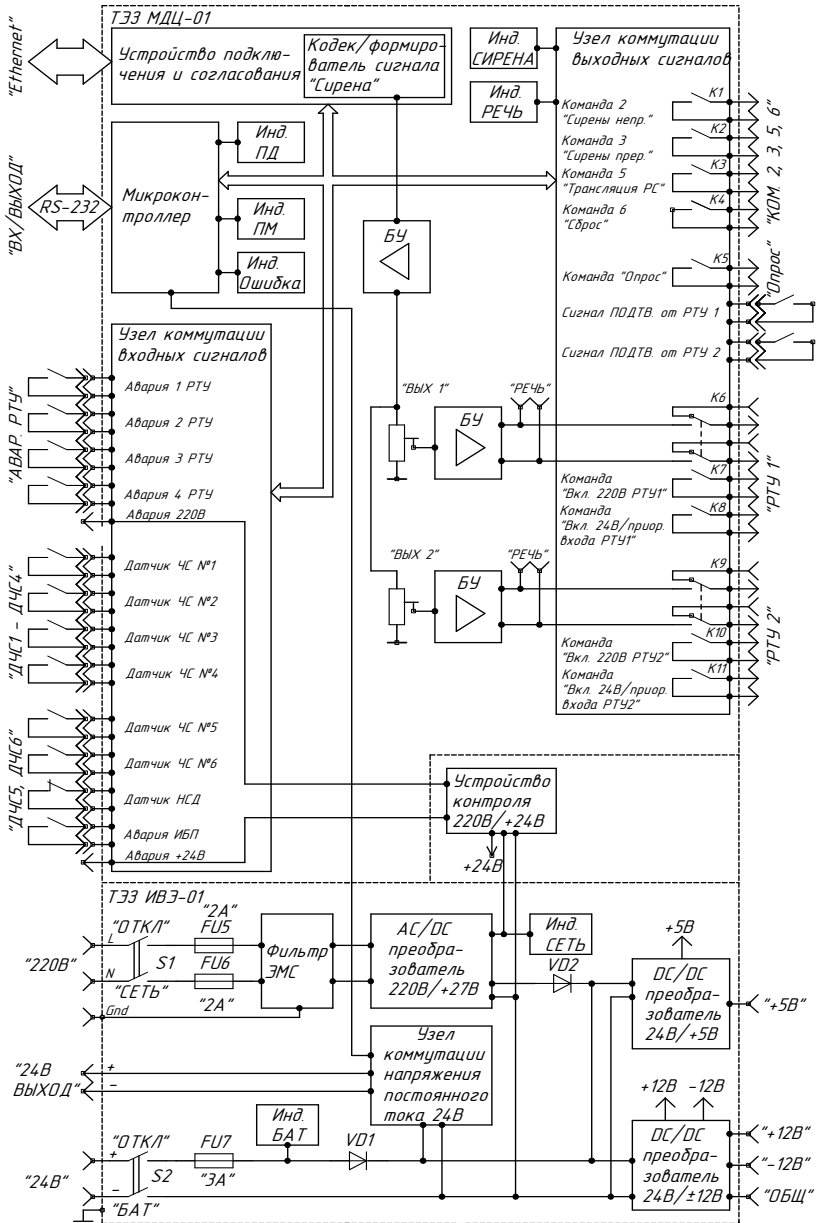 ТЭЗ МДЦ-01
"Ethernet"
Устройство подклю-
чения и согласования
Кодек/формиро-
ватель сигнала
"Сирена"
Инд.
СИРЕНА
Инд.
РЕЧЬ
Узел коммутации
выходных сигналов
"ВХ/ВЫХОД"
RS-232
Микрокон-
троллер
Инд.
ПД
Инд.
ПМ
Инд.
Ошибка
БУ
Команда 2
"Сирены непр."
К1
Команда 3
"Сирены прер."
К2
Команда 5
"Трансляция РС"
К3
Команда 6
"Сброс"
К4
"КОМ. 2, 3, 5, 6"
Команда "Опрос"
К5
"Опрос"
Сигнал ПОДТВ. от РТУ 1
Сигнал ПОДТВ. от РТУ 2
Узел коммутации
входных сигналов
"АВАР. РТУ"
Авария 1 РТУ
Авария 2 РТУ
Авария 3 РТУ
Авария 4 РТУ
Авария 220В
"ВЫХ 1"
БУ
"РЕЧЬ"
К6
Команда
"Вкл. 220В РТУ1"
К7
Команда
"Вкл. 24В/приор.
входа РТУ1"
К8
"РТУ 1"
"ДЧС1 - ДЧС4"
Датчик ЧС №1
Датчик ЧС №2
Датчик ЧС №3
Датчик ЧС №4
"ВЫХ 2"
БУ
"РЕЧЬ"
К9
Команда
"Вкл. 220В РТУ2"
К10
Команда
"Вкл. 24В/приор.
входа РТУ2"
К11
"РТУ 2"
"ДЧС5, ДЧС6"
Датчик ЧС №5
Датчик ЧС №6
Датчик НСД
Авария ИБП
Авария +24В
Устройство
контроля
220В/+24В
+24В
ТЭЗ ИВЭ-01
"220В"
L
N
Gnd
"ОТКЛ"
S1
"СЕТЬ"
"2А"
FU5
FU6
"2А"
Фильтр
ЭМС
AC/DC
преобра-
зователь
220В/+27В
Инд.
СЕТЬ
VD2
+5В
DC/DC
преобра-
зователь
24В/+5В
"+5В"
"24В
ВЫХОД"
+
−
Узел
коммутации
напряжения
постоянного
тока 24В
"24В"
+
−
"ОТКЛ"
S2
"БАТ"
FU7
"3А"
Инд.
БАТ
VD1
+12В
-12В
DC/DC
преобра-
зователь
24В/±12В
"+12В"
"-12В"
"ОБЩ"